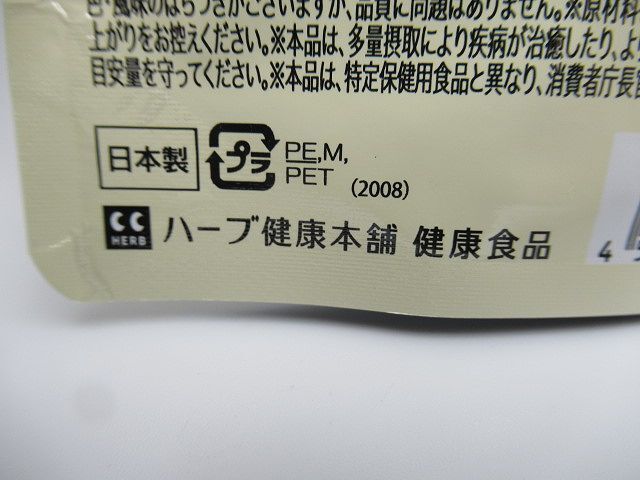 色・風味のばらつきがございますが、品質に問題はありません。※原材料
上がりをお控えください。※本品は、多量摂取により疾病が治癒したり、より
目安量を守ってください。※本品は、特定保健用食品と異なり、消費者庁長官
日本製
プラ
PE,M,
PET
(2008)
CC
HERB
ハーブ健康本舗 健康食品
4